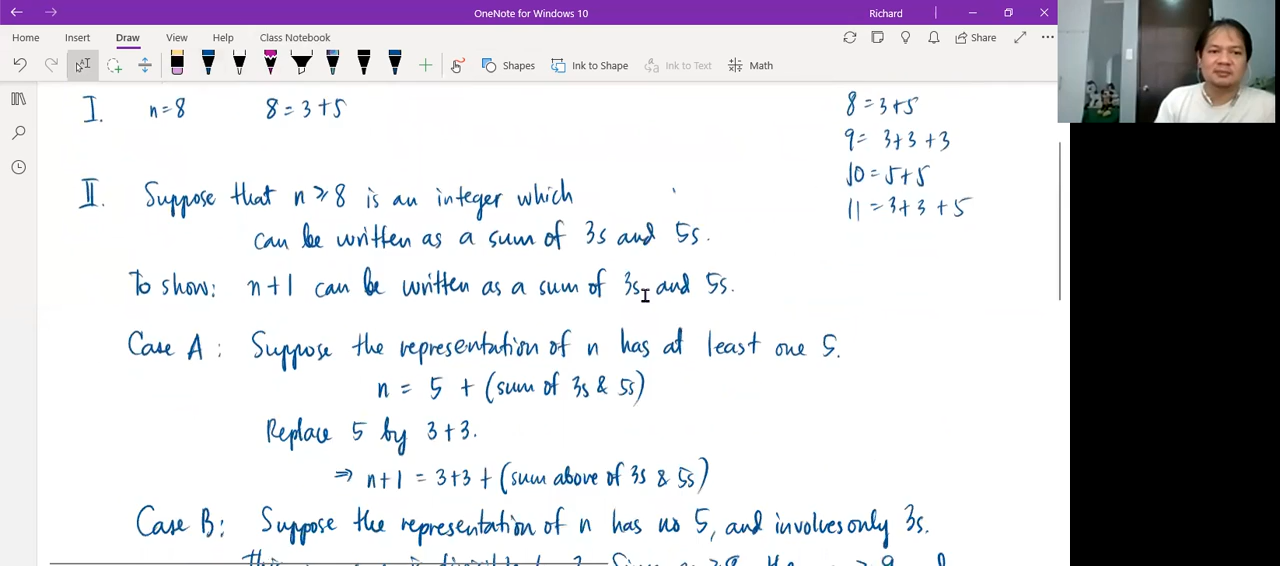 OneNote for Windows 10
Richard
Home Insert Draw View Help Class Notebook
Share
Shapes Ink to Shape Ink to Text Math
I. n=8 8=3+5
8=3+5
9= 3+3+3
10=5+5
11=3+3+5
II. Suppose that n≥8 is an integer which
can be written as a sum of 3s and 5s.
To show: n+1 can be written as a sum of 3s and 5s.
Case A: Suppose the representation of n has at least one 5.
n = 5 + (sum of 3s & 5s)
Replace 5 by 3+3.
⇒ n+1 = 3+3+(sum above of 3s & 5s)
Case B: Suppose the representation of n has no 5, and involves only 3s.